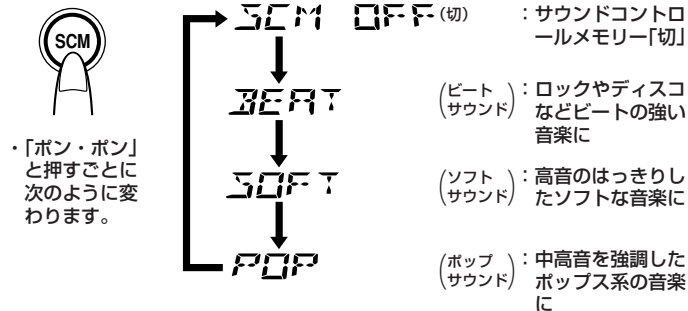 SCM
・「ポン・ポン」
と押すごとに
次のように変
わります。
SCM OFF(切) :サウンドコントロ
ールメモリー「切」
BEAT (ビート サウンド) :ロックやディスコ
などビートの強い
音楽に
SOFT (ソフト サウンド) :高音のはっきりし
たソフトな音楽に
POP (ポップ サウンド) :中高音を強調した
ポップス系の音楽
に